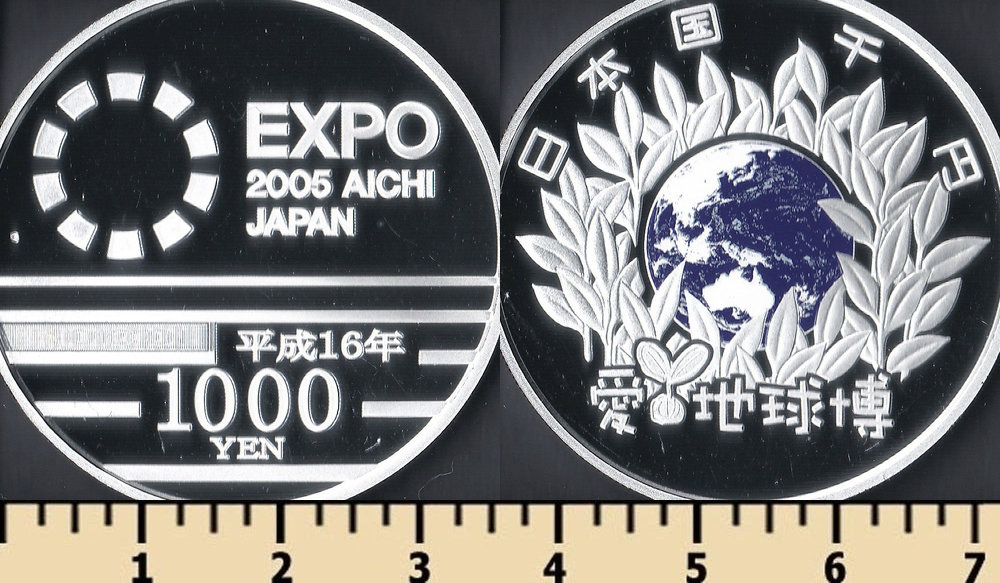 EXPO
2005 AICHI
JAPAN
平成16年
1000
YEN
日本国 千円
愛・地球博
1 2 3 4 5 6 7